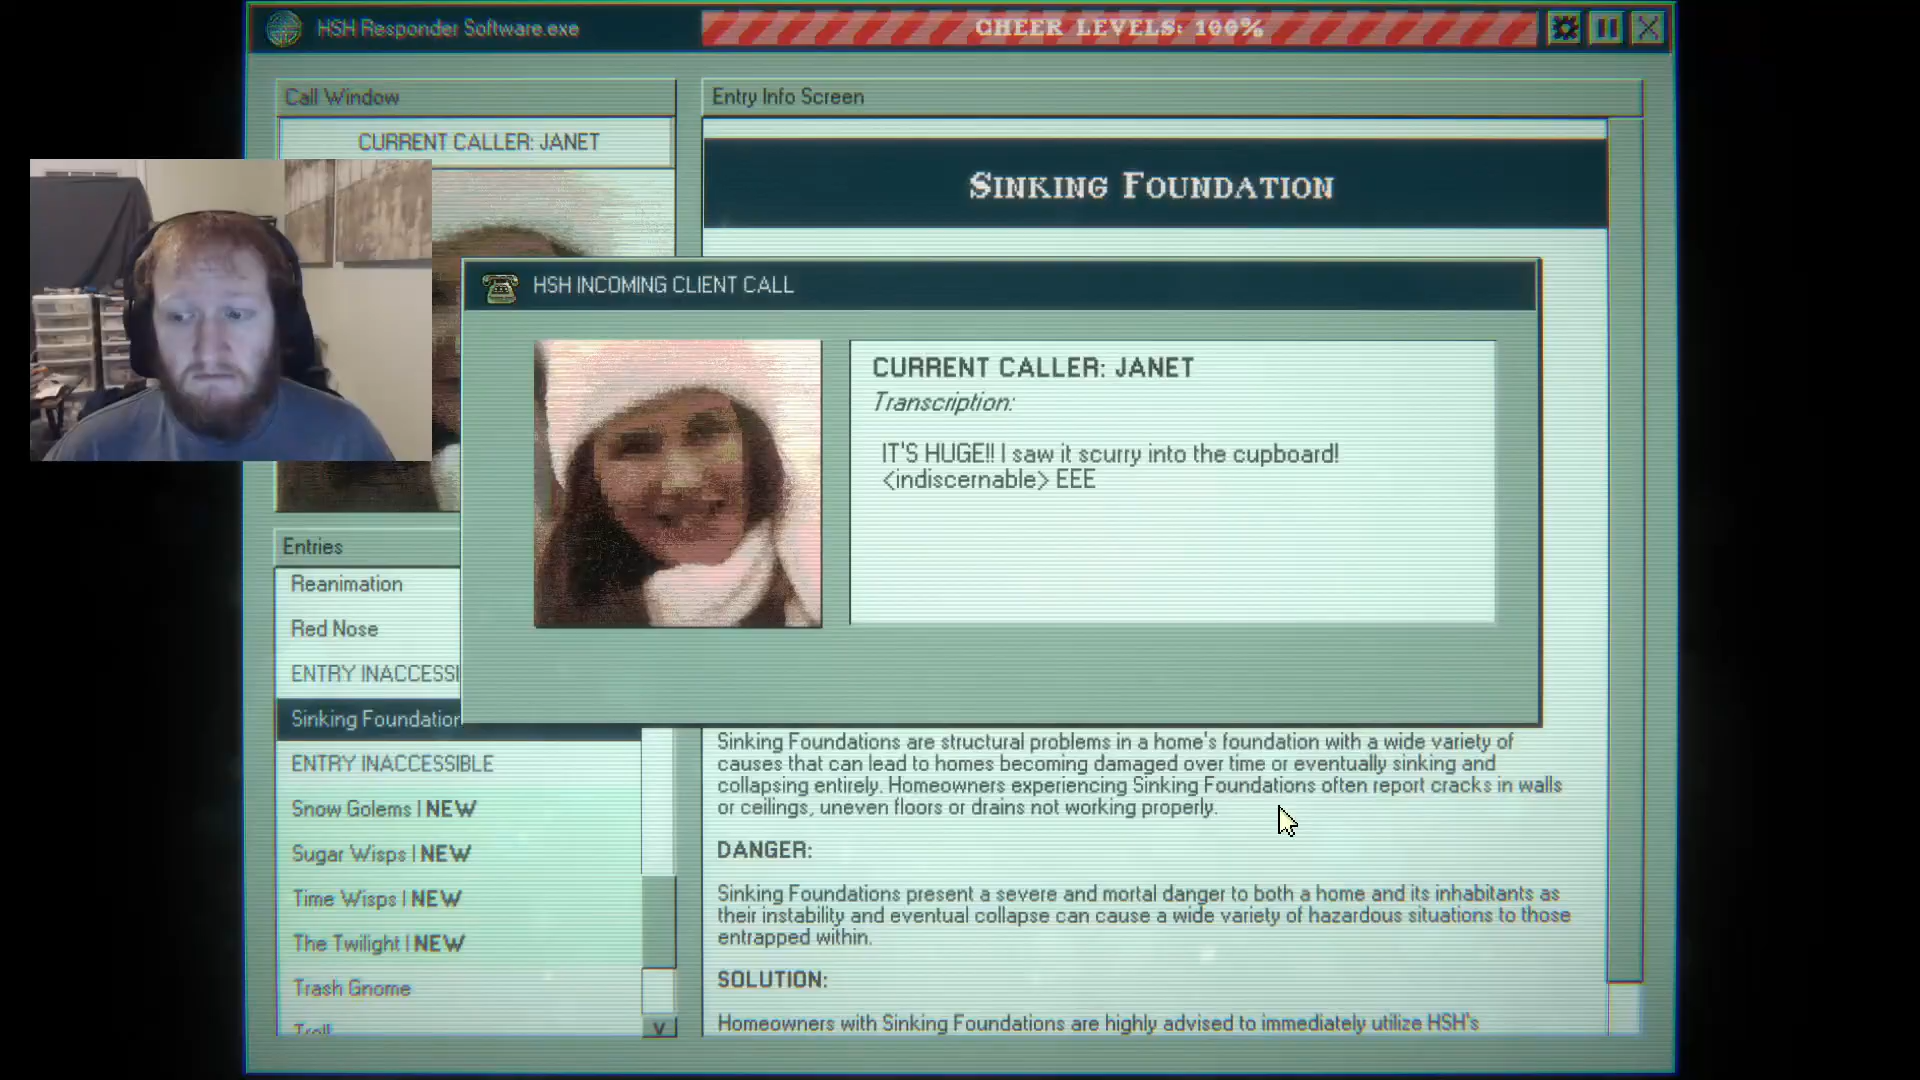 HSH Responder Software.exe
CHEER LEVELS: 100%
Call Window
CURRENT CALLER: JANET
Entry Info Screen
SINKING FOUNDATION
HSH INCOMING CLIENT CALL
CURRENT CALLER: JANET
Transcription:
IT'S HUGE!! I saw it scurry into the cupboard!
<indiscernable> EEE
Entries
Reanimation
Red Nose
ENTRY INACCESSI
Sinking Foundation
ENTRY INACCESSIBLE
Snow Golems | NEW
Sugar Wisps | NEW
Time Wisps | NEW
The Twilight | NEW
Trash Gnome
Troll
Sinking Foundations are structural problems in a home's foundation with a wide variety of
causes that can lead to homes becoming damaged over time or eventually sinking and
collapsing entirely. Homeowners experiencing Sinking Foundations often report cracks in walls
or ceilings, uneven floors or drains not working properly.
DANGER:
Sinking Foundations present a severe and mortal danger to both a home and its inhabitants as
their instability and eventual collapse can cause a wide variety of hazardous situations to those
entrapped within.
SOLUTION:
Homeowners with Sinking Foundations are highly advised to immediately utilize HSH's